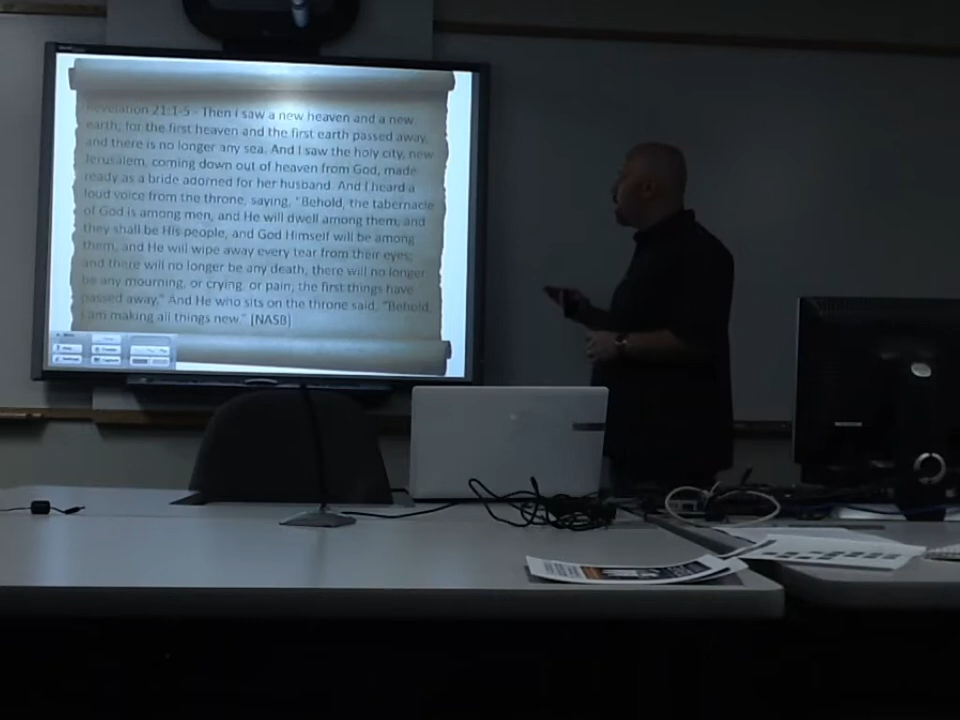 Revelation 21:1-5 - Then I saw a new heaven and a new
earth; for the first heaven and the first earth passed away,
and there is no longer any sea. And I saw the holy city, new
Jerusalem, coming down out of heaven from God, made
ready as a bride adorned for her husband. And I heard a
loud voice from the throne, saying, "Behold, the tabernacle
of God is among men, and He will dwell among them, and
they shall be His people, and God Himself will be among
them, and He will wipe away every tear from their eyes;
and there will no longer be any death, there will no longer
be any mourning, or crying, or pain; the first things have
passed away." And He who sits on the throne said, "Behold,
I am making all things new." [NASB]